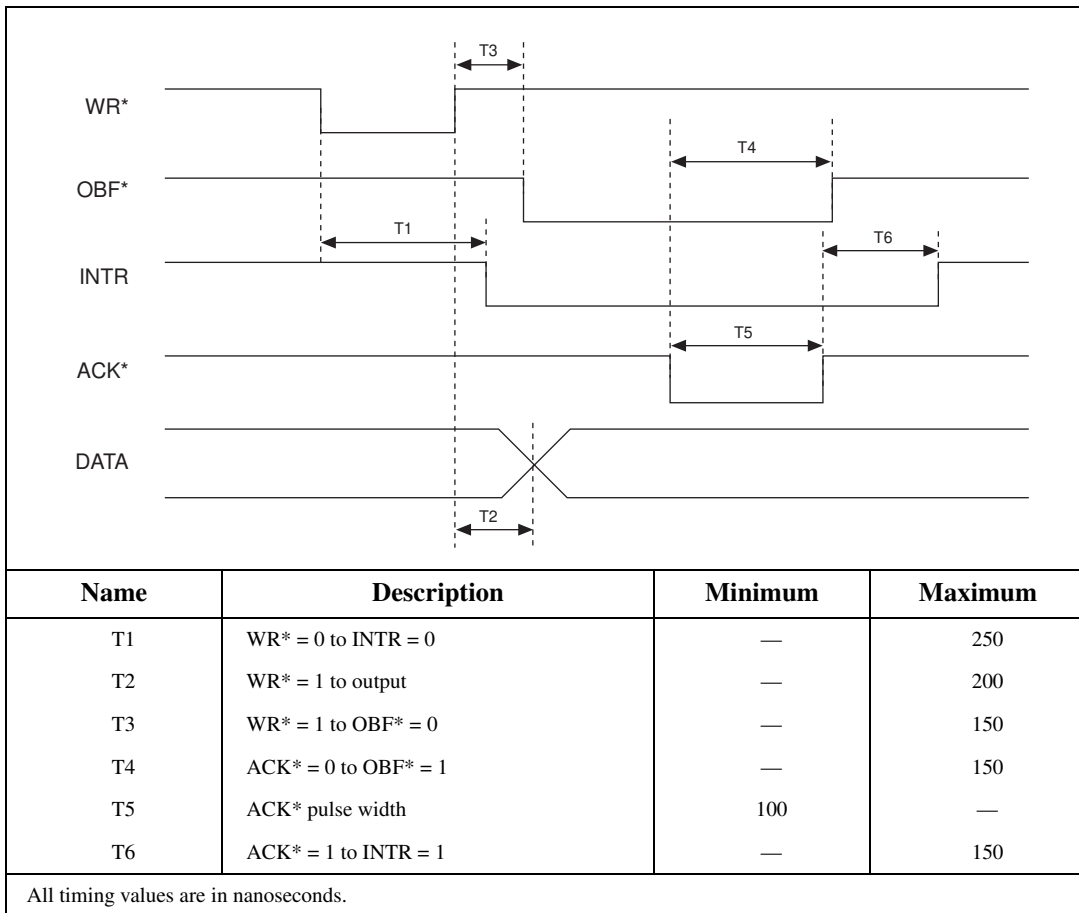 T3
WR*
T4
OBF*
T1
T6
INTR
T5
ACK*
DATA
T2
Name Description Minimum Maximum
T1 WR* = 0 to INTR = 0 — 250
T2 WR* = 1 to output — 200
T3 WR* = 1 to OBF* = 0 — 150
T4 ACK* = 0 to OBF* = 1 — 150
T5 ACK* pulse width 100 —
T6 ACK* = 1 to INTR = 1 — 150
All timing values are in nanoseconds.